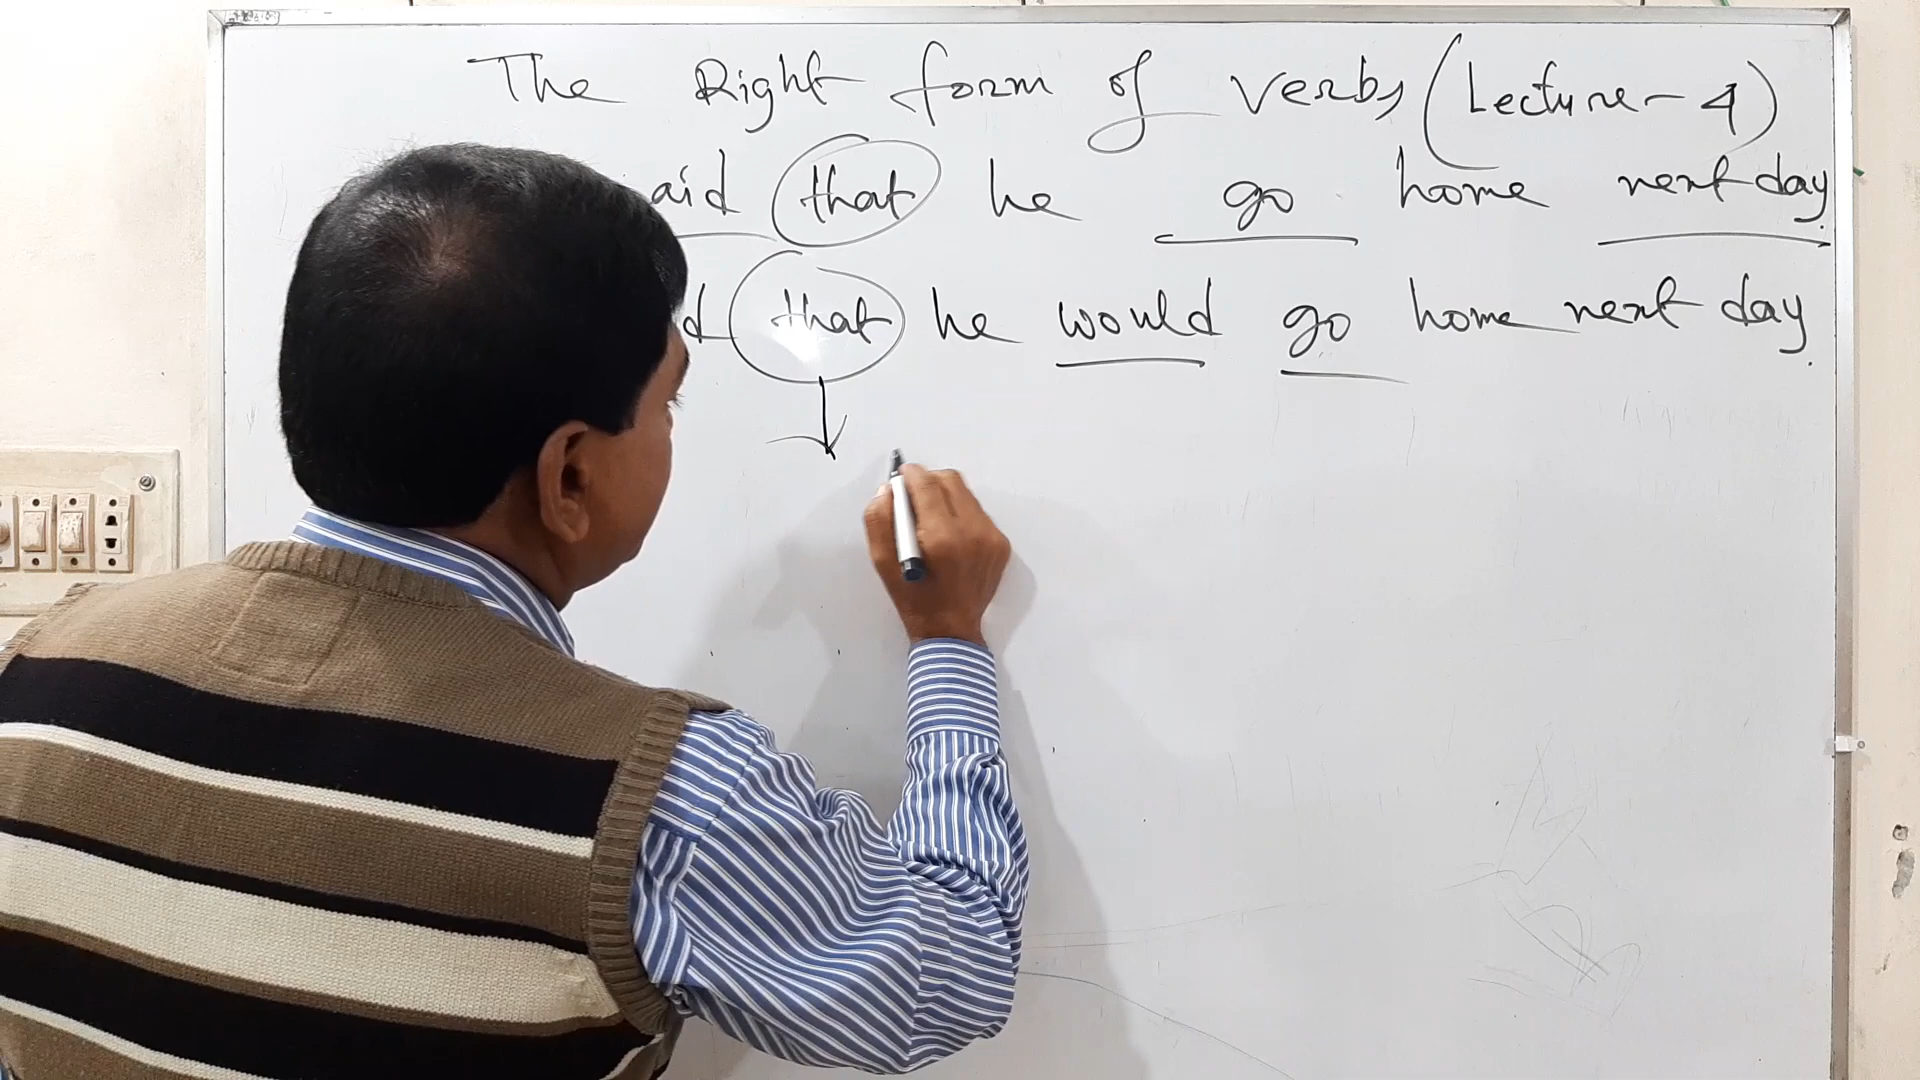 The Right form of verbs (Lecture-4)
aid that he go home next day.
d that he would go home next day.